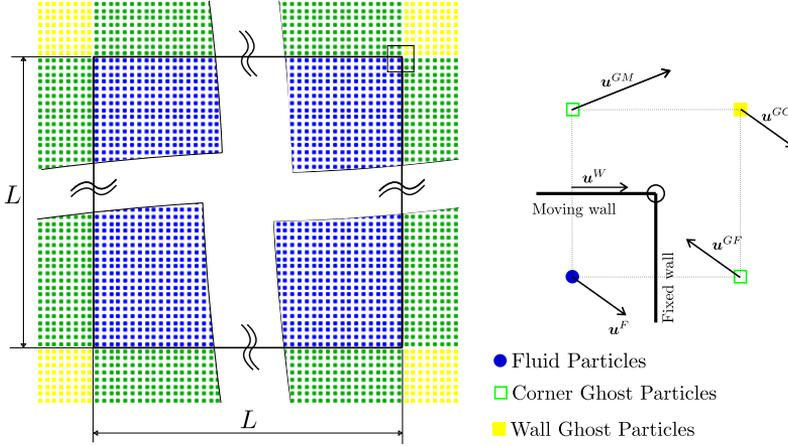 L
L
u^{GM}
u^{GC}
u^{W}
Moving wall
Fixed wall
u^{GF}
u^{F}
Fluid Particles
Corner Ghost Particles
Wall Ghost Particles